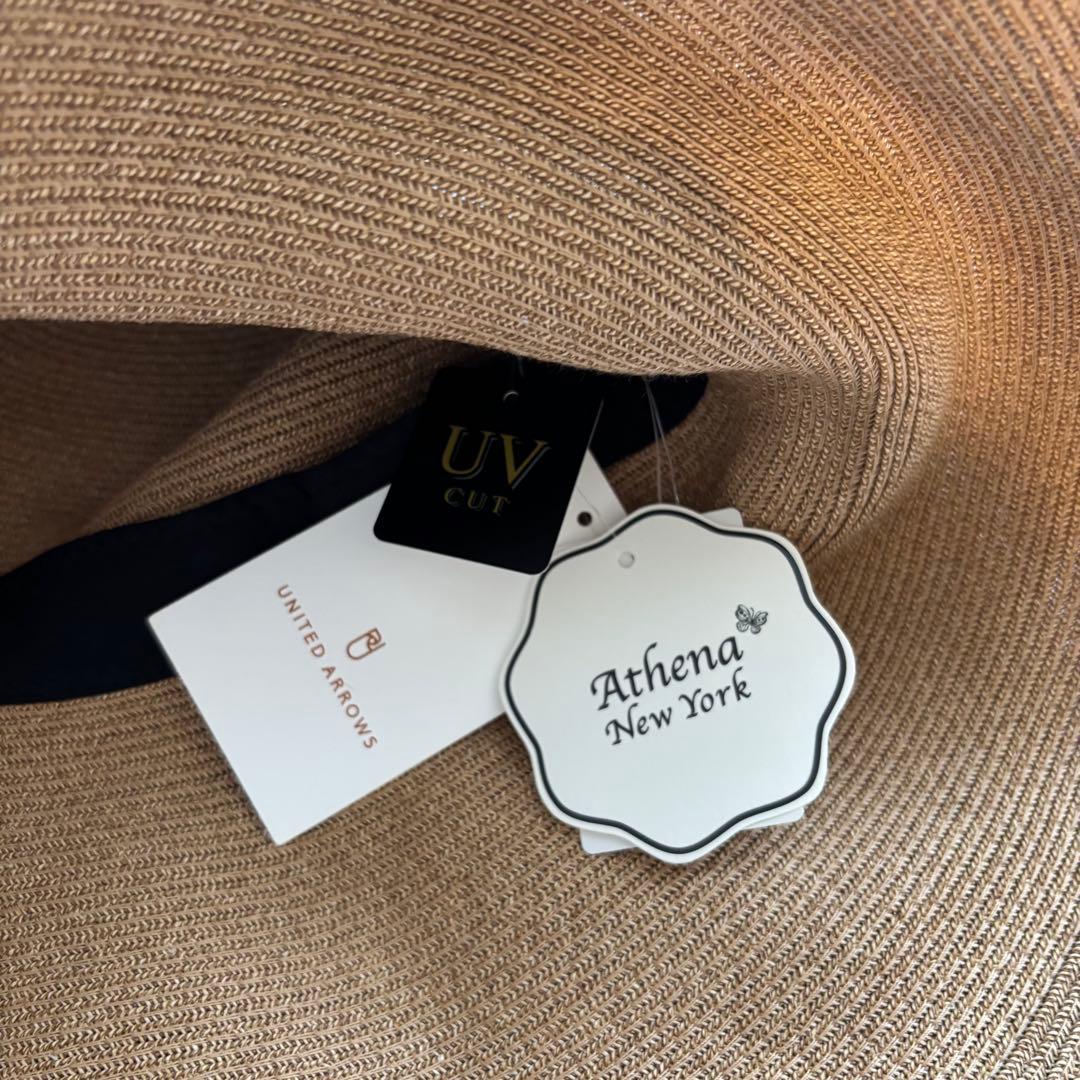 UV
CUT
UNITED ARROWS
Athena
New York